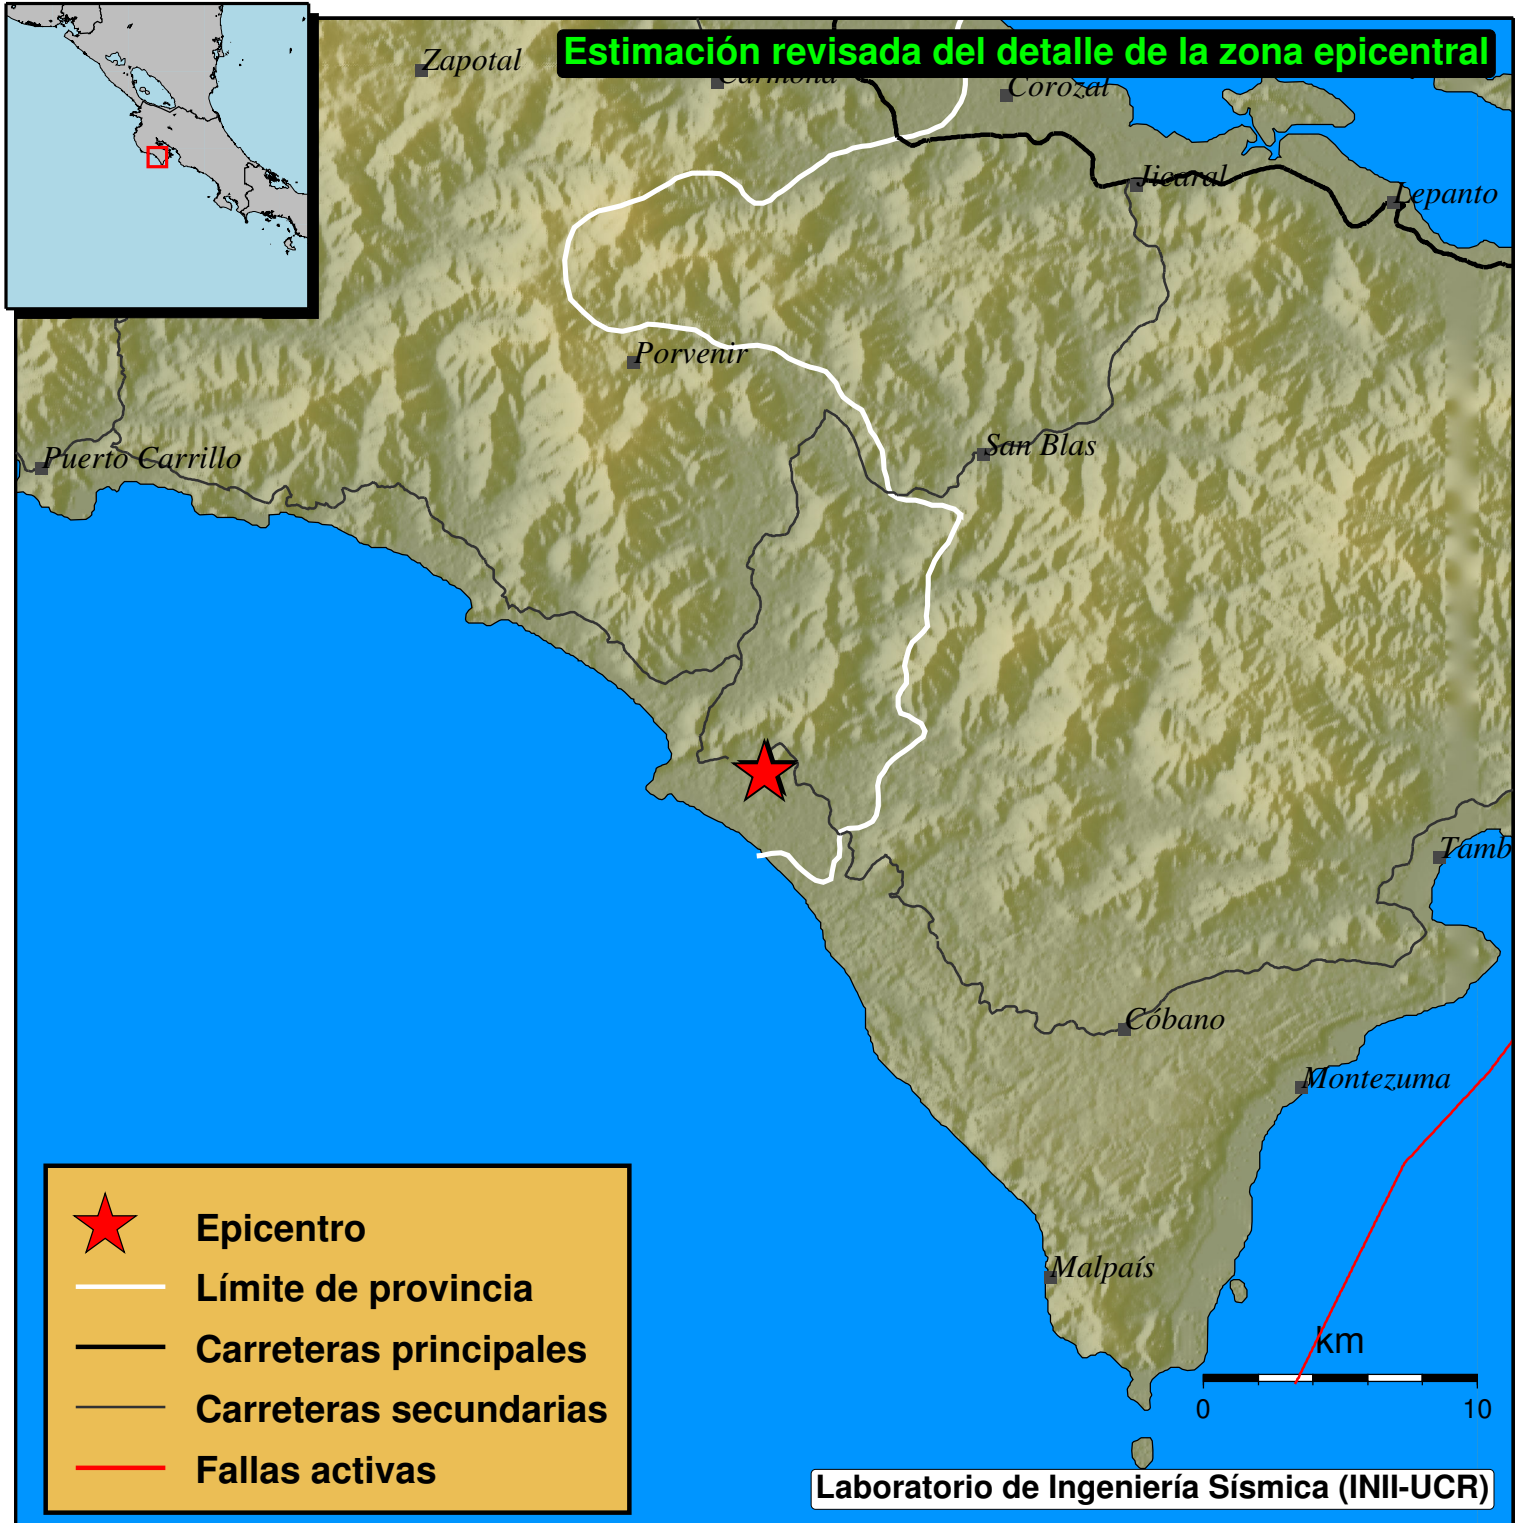 Estimación revisada del detalle de la zona epicentral
Zapotal
Carmona
Corozal
Jicaral
Lepanto
Porvenir
San Blas
Puerto Carrillo
Tamb
Cóbano
Montezuma
Malpaís
Epicentro
Límite de provincia
Carreteras principales
Carreteras secundarias
Fallas activas
km
0 10
Laboratorio de Ingeniería Sísmica (INII-UCR)